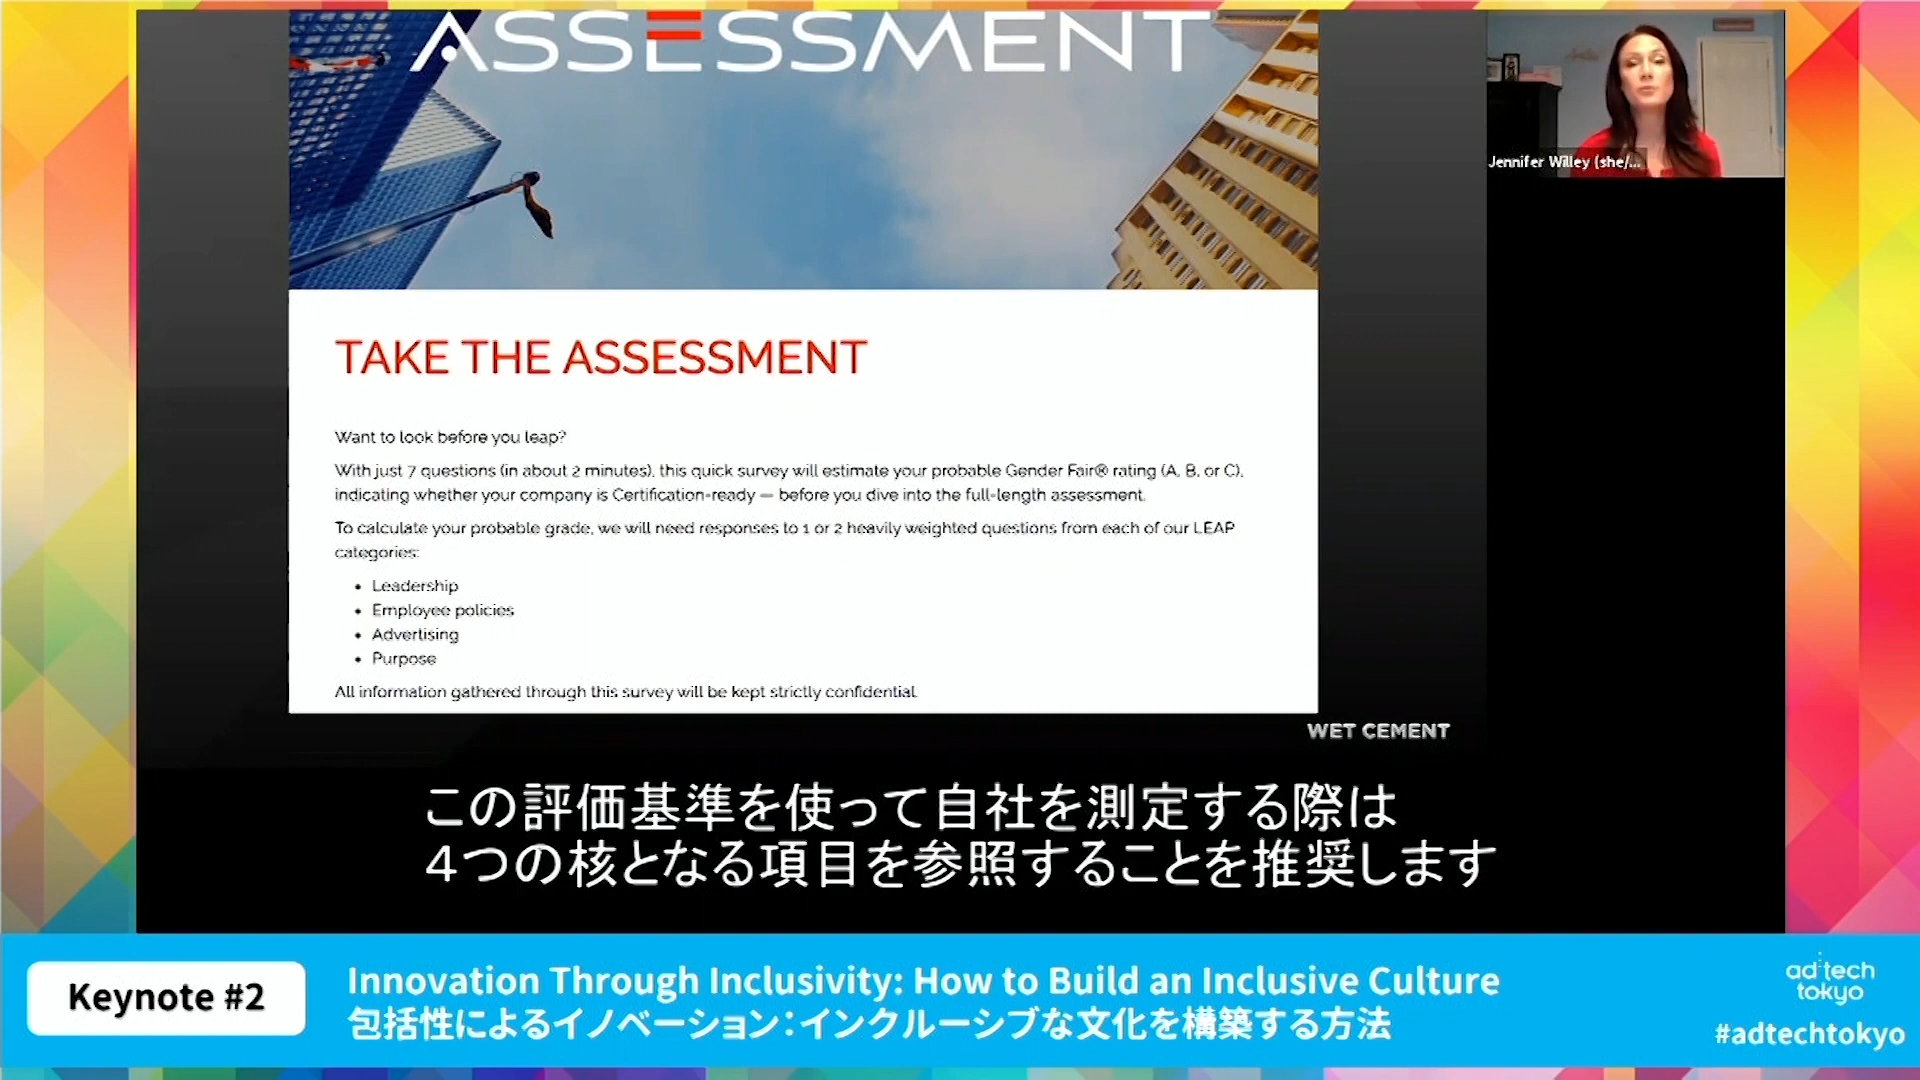 ASSESSMENT
Jennifer Willey (she/...
TAKE THE ASSESSMENT
Want to look before you leap?
With just 7 questions (in about 2 minutes), this quick survey will estimate your probable Gender Fair® rating (A, B, or C),
indicating whether your company is Certification-ready — before you dive into the full-length assessment.
To calculate your probable grade, we will need responses to 1 or 2 heavily weighted questions from each of our LEAP
categories:
• Leadership
• Employee policies
• Advertising
• Purpose
All information gathered through this survey will be kept strictly confidential.
WET CEMENT
この評価基準を使って自社を測定する際は
4つの核となる項目を参照することを推奨します
Keynote #2
Innovation Through Inclusivity: How to Build an Inclusive Culture
包括性によるイノベーション：インクルーシブな文化を構築する方法
ad:tech
tokyo
#adtechtokyo